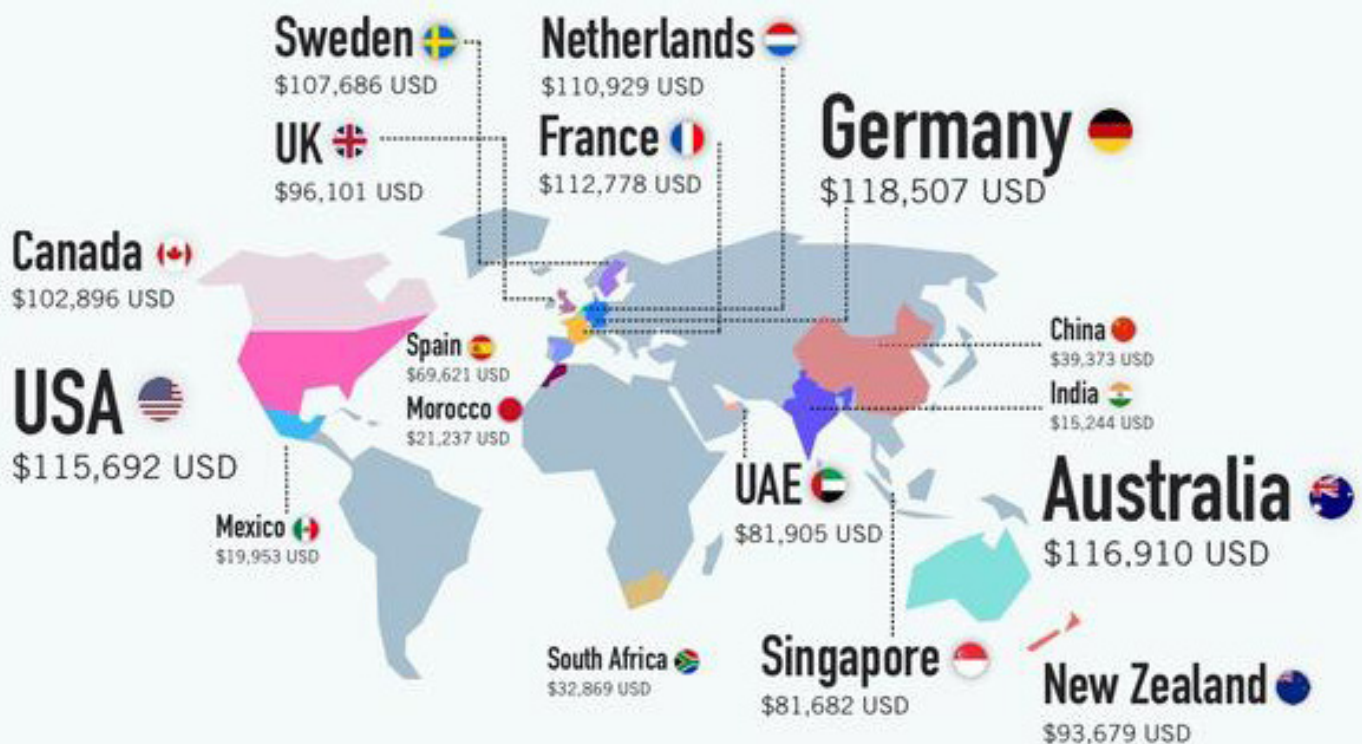 Sweden
$107,686 USD
Netherlands
$110,929 USD
UK
$96,101 USD
France
$112,778 USD
Germany
$118,507 USD
Canada
$102,896 USD
USA
$115,692 USD
Spain
$69,621 USD
Morocco
$21,237 USD
China
$39,373 USD
India
$15,244 USD
Mexico
$19,953 USD
UAE
$81,905 USD
Australia
$116,910 USD
South Africa
$32,869 USD
Singapore
$81,682 USD
New Zealand
$93,679 USD